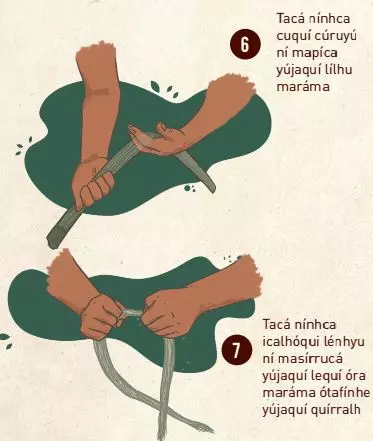 6
Tacá nínhca
cuquí cúruyú
ní mapíca
yújaquí lílhu
maráma
7
Tacá nínhca
icalhóqui lénhyu
ní masírrucá
yújaquí lequí óra
maráma ótafínhe
yújaquí quírralh